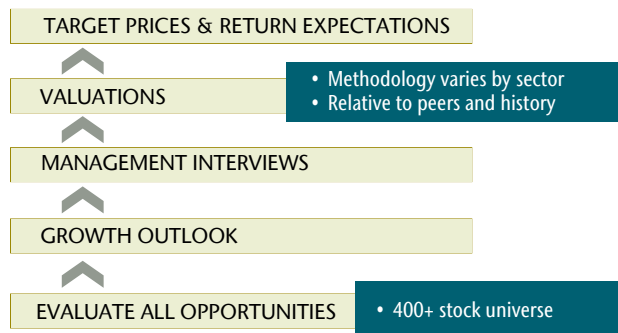 TARGET PRICES & RETURN EXPECTATIONS
VALUATIONS
• Methodology varies by sector
• Relative to peers and history
MANAGEMENT INTERVIEWS
GROWTH OUTLOOK
EVALUATE ALL OPPORTUNITIES
• 400+ stock universe